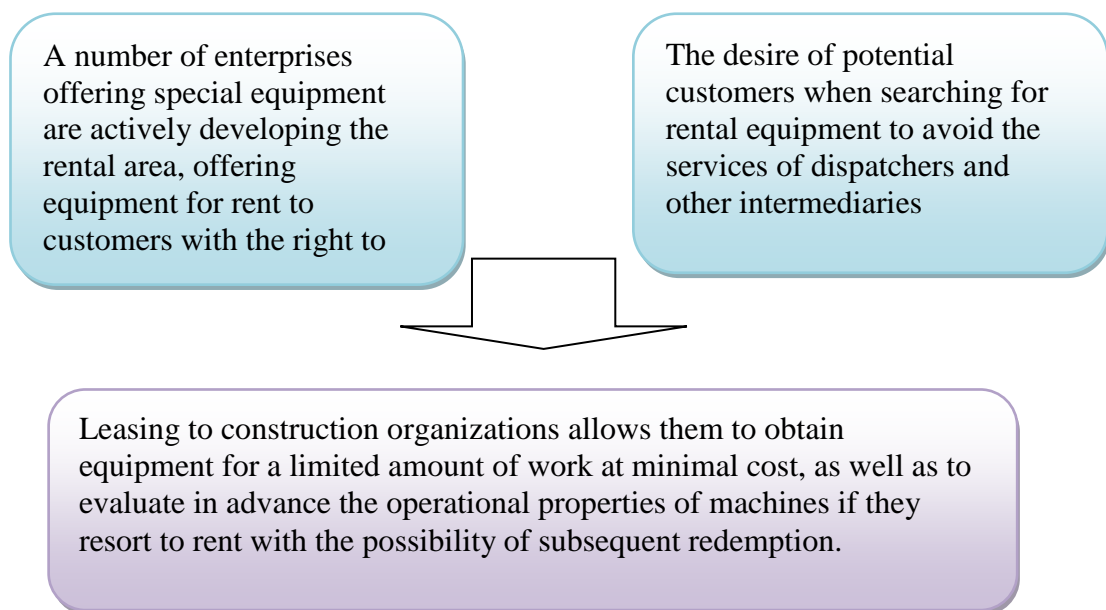 A number of enterprises
offering special equipment
are actively developing the
rental area, offering
equipment for rent to
customers with the right to
The desire of potential
customers when searching for
rental equipment to avoid the
services of dispatchers and
other intermediaries
Leasing to construction organizations allows them to obtain
equipment for a limited amount of work at minimal cost, as well as to
evaluate in advance the operational properties of machines if they
resort to rent with the possibility of subsequent redemption.